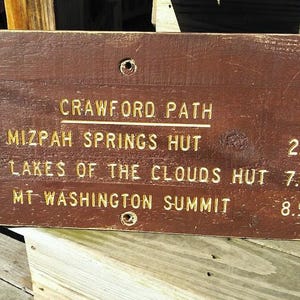 CRAWFORD PATH
MIZPAH SPRINGS HUT 2
LAKES OF THE CLOUDS HUT 7.
MT WASHINGTON SUMMIT 8.